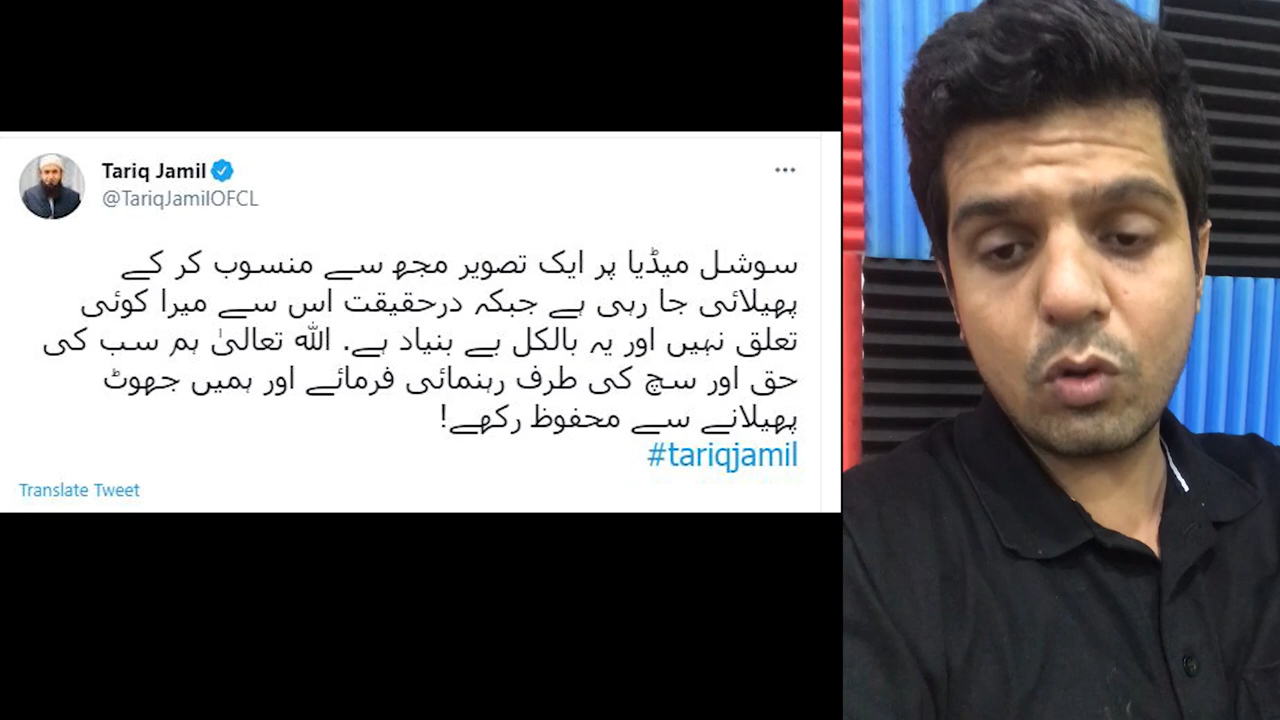 Tariq Jamil
@TariqJamilOFCL
سوشل میڈیا پر ایک تصویر مجھ سے منسوب کر کے
پھیلائی جا رہی ہے جبکہ درحقیقت اس سے میرا کوئی
تعلق نہیں اور یہ بالکل بے بنیاد ہے. اللہ تعالیٰ ہم سب کی
حق اور سچ کی طرف رہنمائی فرمائے اور ہمیں جھوٹ
پھیلانے سے محفوظ رکھے!
#tariqjamil
Translate Tweet